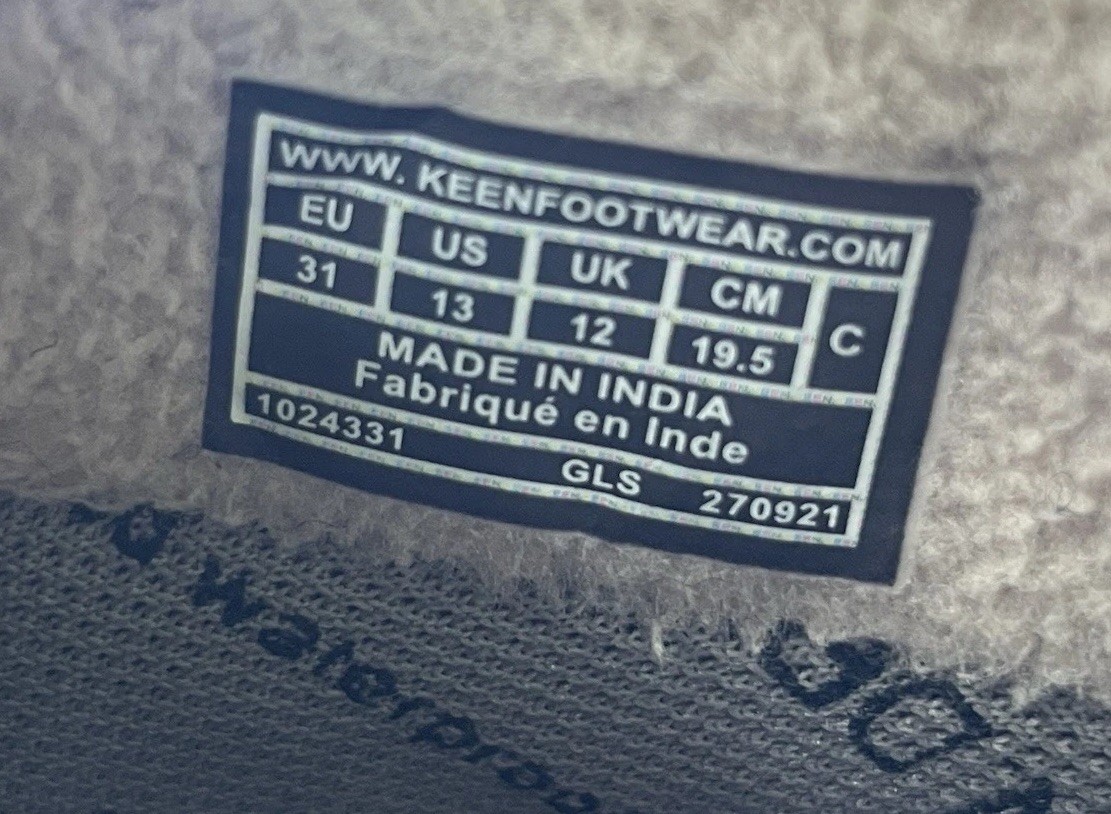 WWW. KEENFOOTWEAR.COM
EU US UK CM C
31 13 12 19.5
MADE IN INDIA
Fabriqué en Inde
1024331 GLS 270921
waterpro